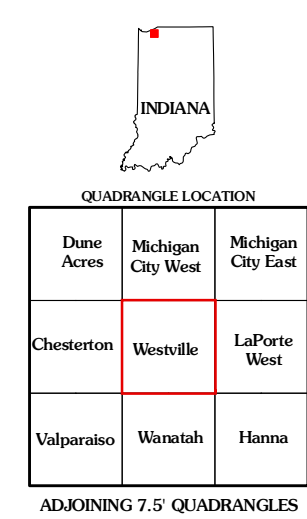 INDIANA
QUADRANGLE LOCATION
Dune
Acres
Michigan
City West
Michigan
City East
Chesterton
Westville
LaPorte
West
Valparaiso
Wanatah
Hanna
ADJOINING 7.5' QUADRANGLES